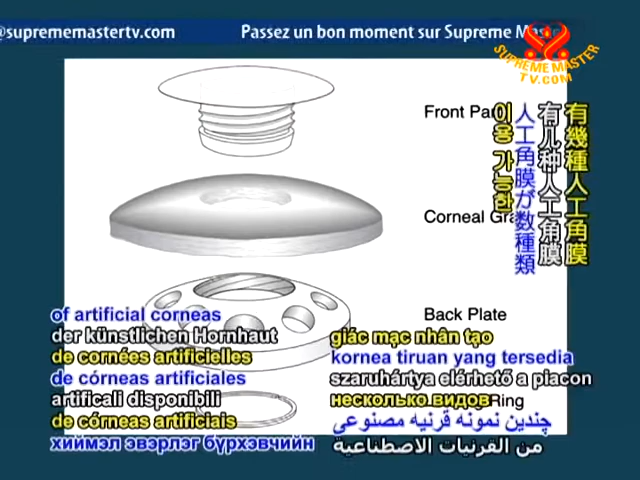 @suprememastertv.com
Passez un bon moment sur Supreme Mas
SUPREME MASTER
TV.COM
Front Par
Corneal Gra
Back Plate
Ring
有幾種人工角膜
有几种人工角膜
人工角膜が数種類
이용 가능한
of artificial corneas
der künstlichen Hornhaut
de cornées artificielles
de córneas artificiales
artificali disponibili
de córneas artificiais
хиймэл эвэрлэг бүрхэвчийн
giác mạc nhân tạo
kornea tiruan yang tersedia
szaruhártya elérhető a piacon
несколько видов
چندین نمونه قرنیه مصنوعی
من القرنيات الاصطناعية